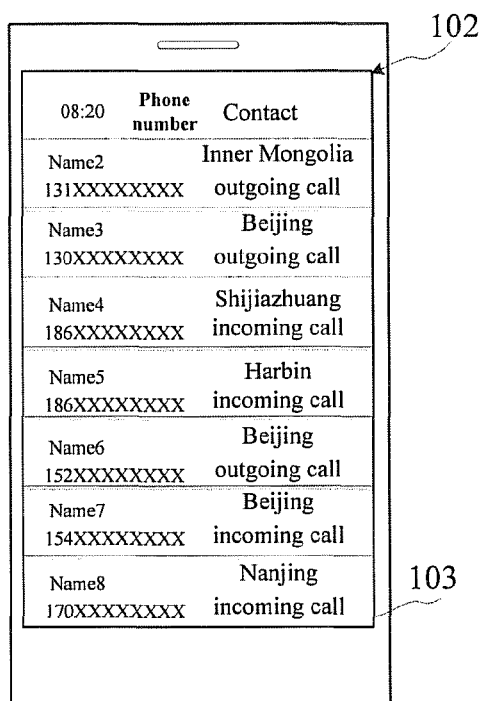 102
08:20 Phone number Contact
Name2 Inner Mongolia
131XXXXXXXX outgoing call
Name3 Beijing
130XXXXXXXX outgoing call
Name4 Shijiazhuang
186XXXXXXXX incoming call
Name5 Harbin
186XXXXXXXX incoming call
Name6 Beijing
152XXXXXXXX outgoing call
Name7 Beijing
154XXXXXXXX incoming call
Name8 Nanjing
170XXXXXXXX incoming call
103